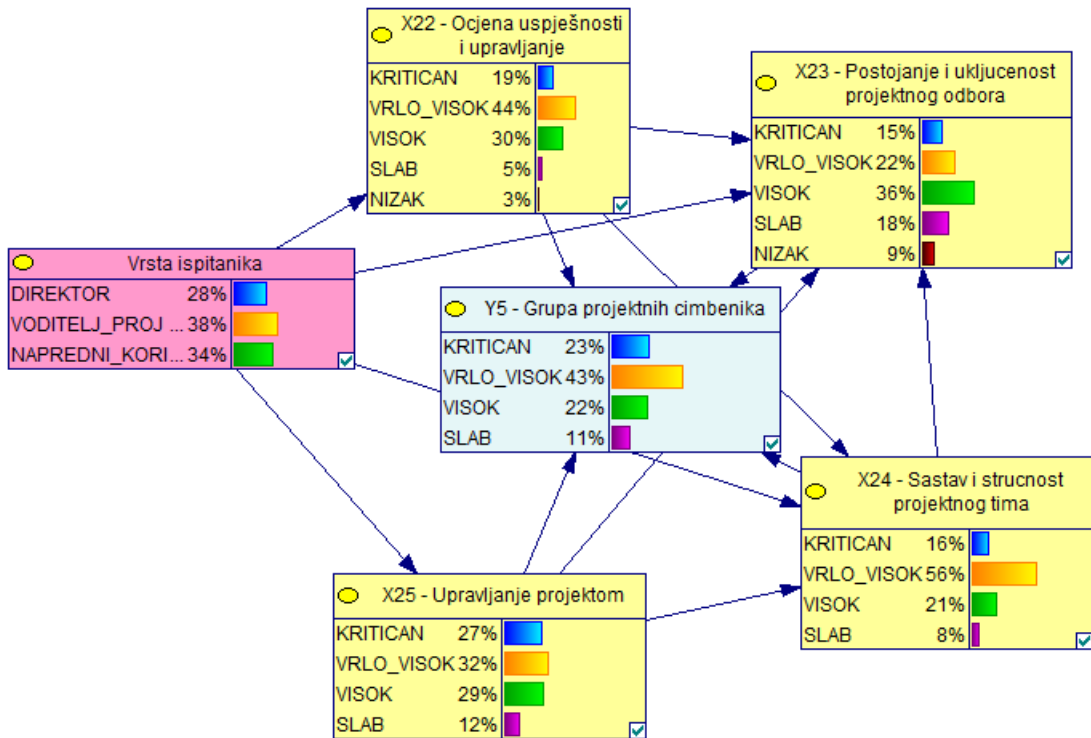 X22 - Ocjena uspješnosti
i upravljanje
KRITICAN 19%
VRLO_VISOK 44%
VISOK 30%
SLAB 5%
NIZAK 3%
X23 - Postojanje i ukljucenost
projektnog odbora
KRITICAN 15%
VRLO_VISOK 22%
VISOK 36%
SLAB 18%
NIZAK 9%
Vrsta ispitanika
DIREKTOR 28%
VODITELJ_PROJ ... 38%
NAPREDNI_KORI... 34%
Y5 - Grupa projektnih cimbenika
KRITICAN 23%
VRLO_VISOK 43%
VISOK 22%
SLAB 11%
X24 - Sastav i strucnost
projektnog tima
KRITICAN 16%
VRLO_VISOK 56%
VISOK 21%
SLAB 8%
X25 - Upravljanje projektom
KRITICAN 27%
VRLO_VISOK 32%
VISOK 29%
SLAB 12%